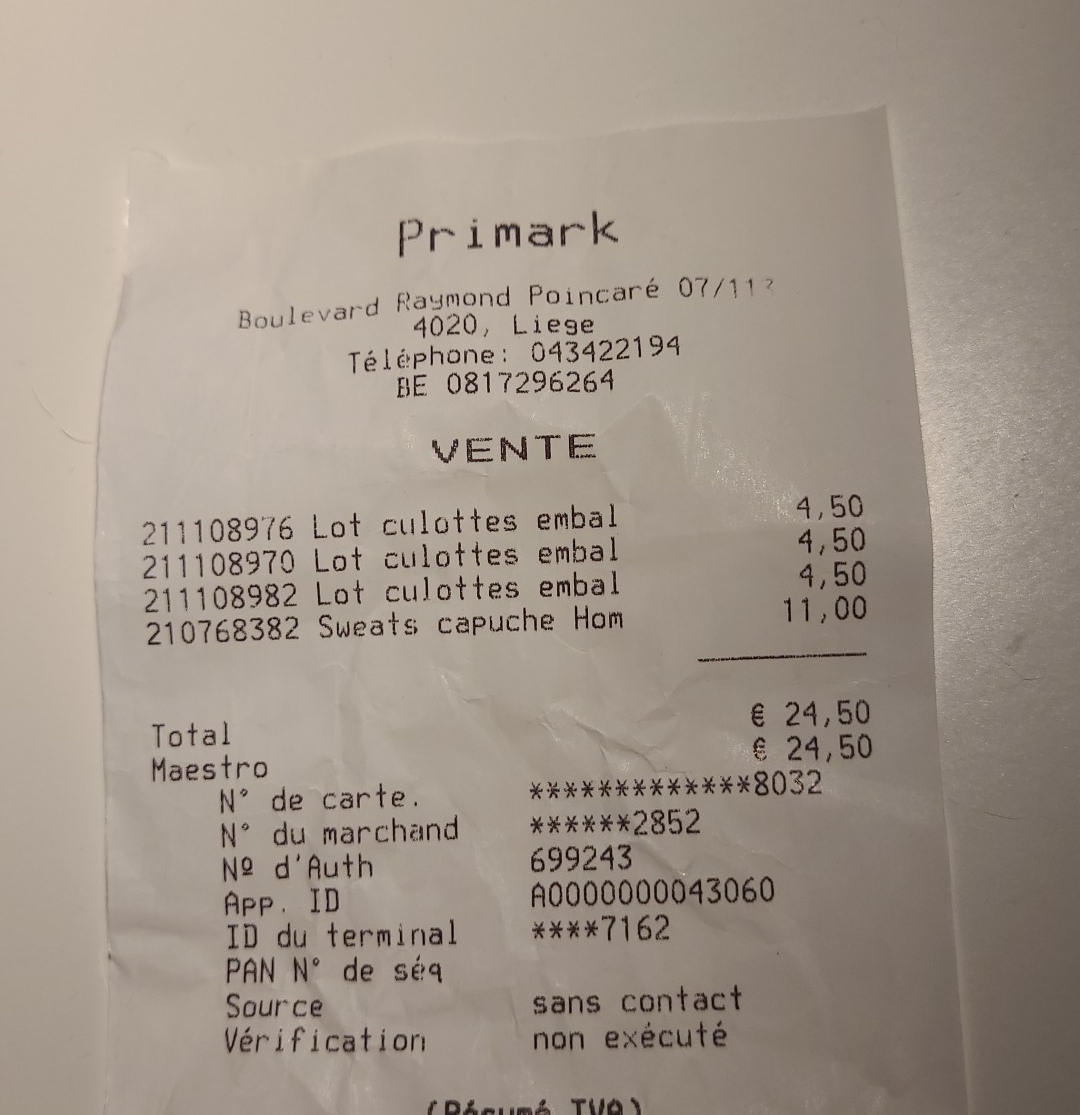 Primark
Boulevard Raymond Poincaré 07/11?
4020, Liege
Téléphone: 043422194
BE 0817296264
VENTE
211108976 Lot culottes embal 4,50
211108970 Lot culottes embal 4,50
211108982 Lot culottes embal 4,50
210768382 Sweats capuche Hom 11,00
Total € 24,50
Maestro € 24,50
N° de carte. *************8032
N° du marchand ******2852
Nº d'Auth 699243
App. ID A0000000043060
ID du terminal ****7162
PAN N° de séq
Source sans contact
Vérification non exécuté
(Résumé TVA)